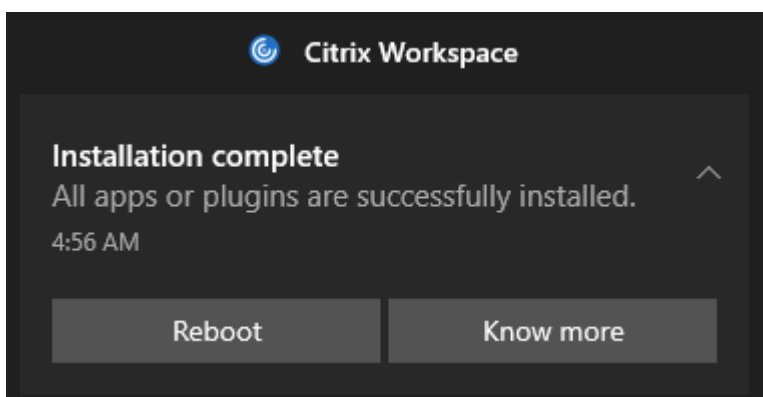 Citrix Workspace
Installation complete
All apps or plugins are successfully installed.
4:56 AM
Reboot
Know more